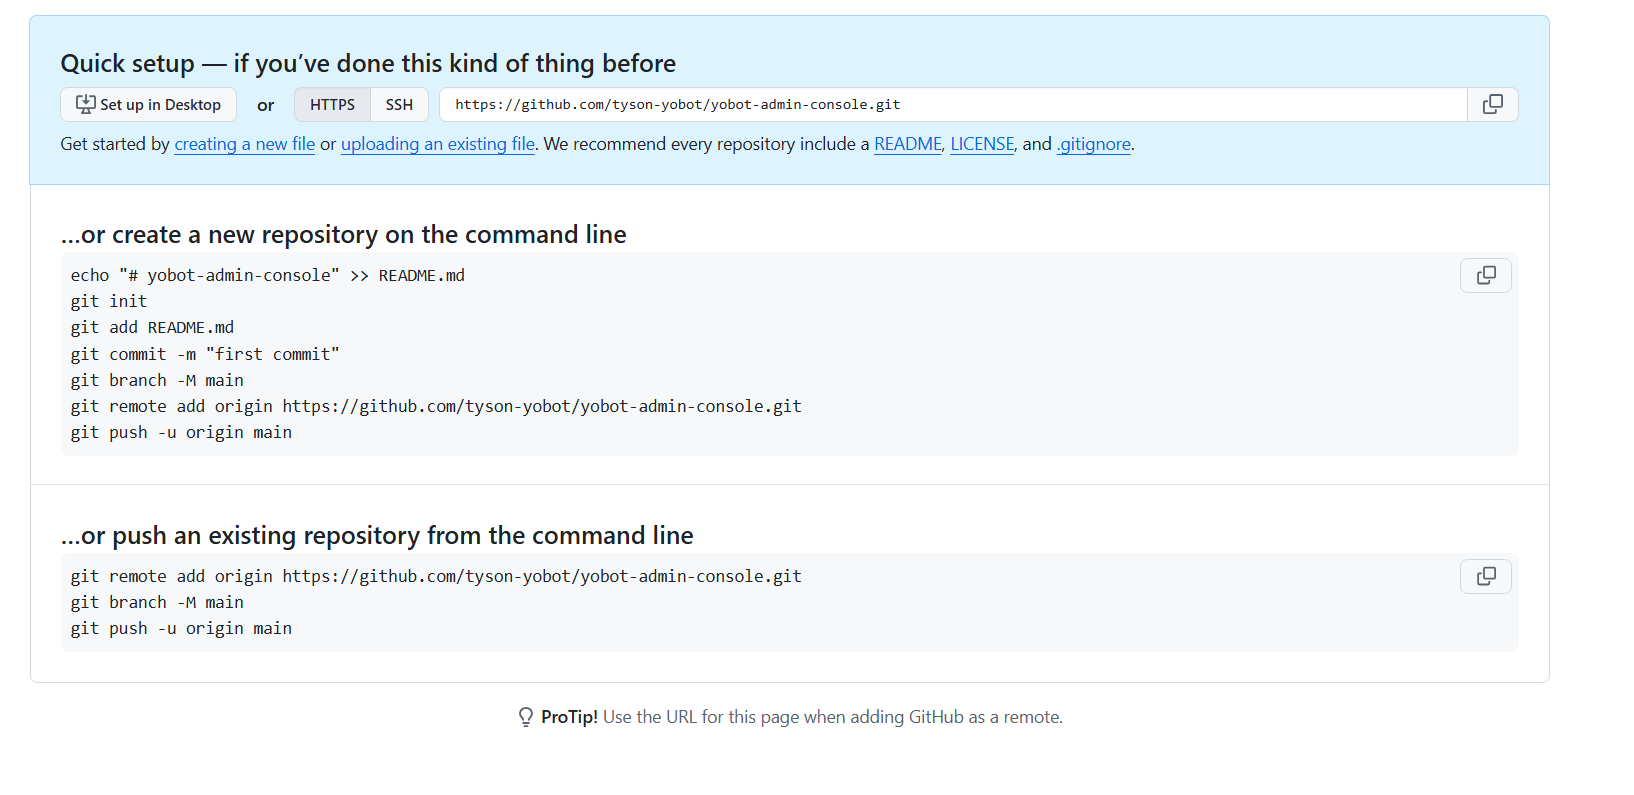 Quick setup — if you’ve done this kind of thing before
Set up in Desktop or HTTPS SSH https://github.com/tyson-yobot/yobot-admin-console.git
Get started by creating a new file or uploading an existing file. We recommend every repository include a README, LICENSE, and .gitignore.
…or create a new repository on the command line
echo "# yobot-admin-console" >> README.md
git init
git add README.md
git commit -m "first commit"
git branch -M main
git remote add origin https://github.com/tyson-yobot/yobot-admin-console.git
git push -u origin main
…or push an existing repository from the command line
git remote add origin https://github.com/tyson-yobot/yobot-admin-console.git
git branch -M main
git push -u origin main
ProTip! Use the URL for this page when adding GitHub as a remote.